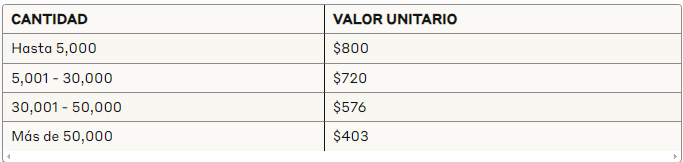 CANTIDAD VALOR UNITARIO
Hasta 5,000 $800
5,001 - 30,000 $720
30,001 - 50,000 $576
Más de 50,000 $403